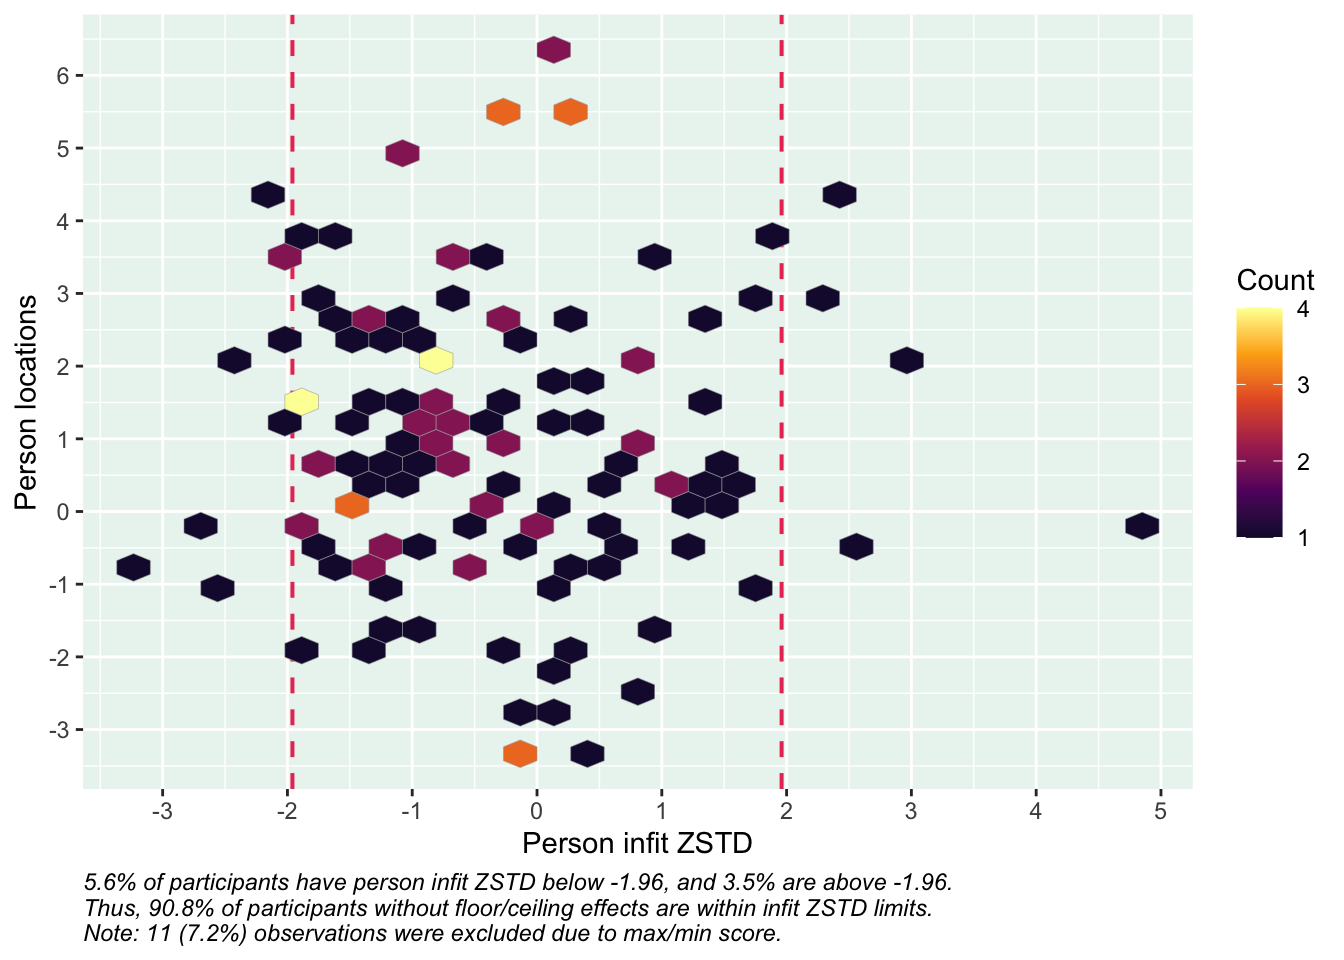 6
5
4
3
2
1
0
-1
-2
-3
Person locations
-3 -2 -1 0 1 2 3 4 5
Person infit ZSTD
Count
4
3
2
1
5.6% of participants have person infit ZSTD below -1.96, and 3.5% are above -1.96.
Thus, 90.8% of participants without floor/ceiling effects are within infit ZSTD limits.
Note: 11 (7.2%) observations were excluded due to max/min score.